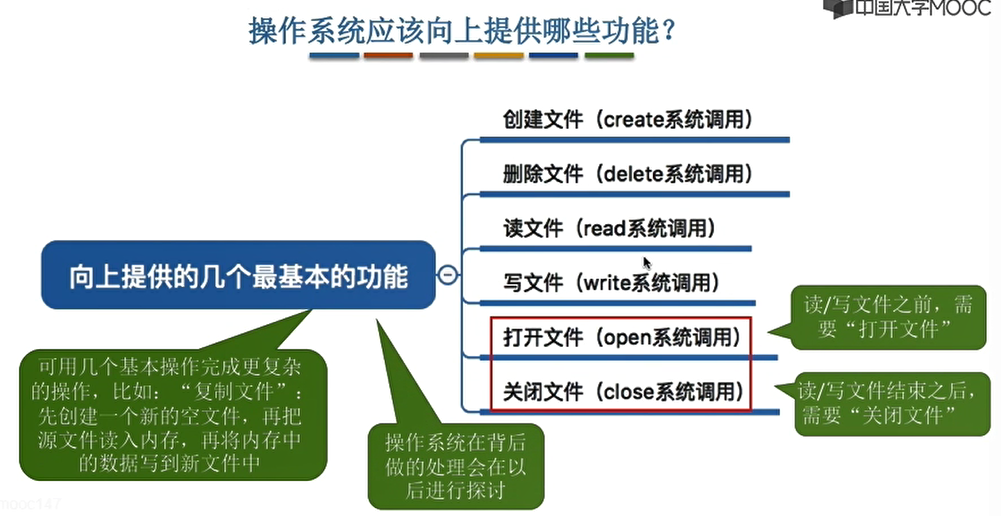 中国大学MOOC
操作系统应该向上提供哪些功能？
创建文件（create系统调用）
删除文件（delete系统调用）
读文件（read系统调用）
向上提供的几个最基本的功能
写文件（write系统调用）
打开文件（open系统调用）
关闭文件（close系统调用）
读/写文件之前，需
要“打开文件”
读/写文件结束之后，
需要“关闭文件”
可用几个基本操作完成更复杂
的操作，比如：“复制文件”：
先创建一个新的空文件，再把
源文件读入内存，再将内存中
的数据写到新文件中
操作系统在背后
做的处理会在以
后进行探讨
mooc147